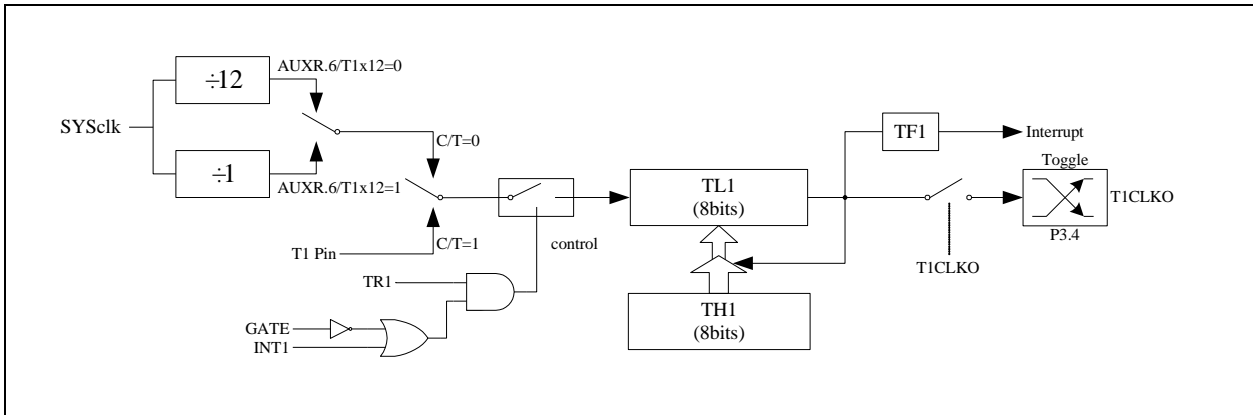 ÷12
AUXR.6/T1x12=0
SYSclk
÷1
AUXR.6/T1x12=1
C/T=0
C/T=1
T1 Pin
control
TR1
GATE
INT1
TL1
(8bits)
TH1
(8bits)
TF1
Interrupt
Toggle
T1CLKO
P3.4
T1CLKO